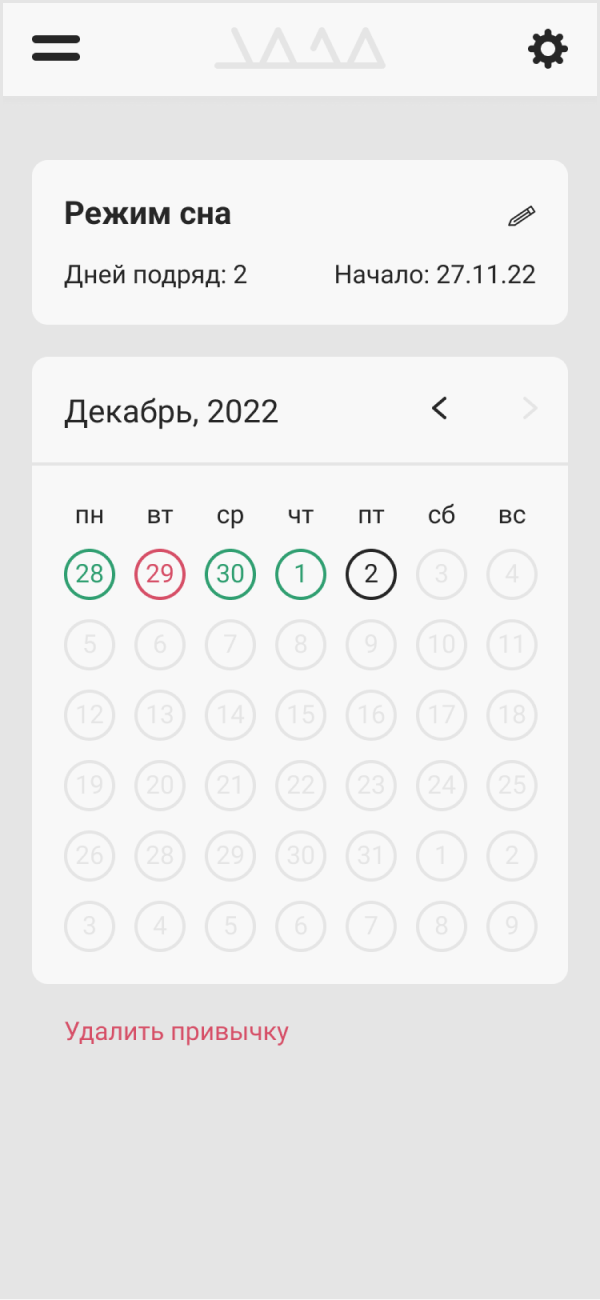 Режим сна
Дней подряд: 2 Начало: 27.11.22
Декабрь, 2022
пн вт ср чт пт сб вс
28 29 30 1 2 3 4
5 6 7 8 9 10 11
12 13 14 15 16 17 18
19 20 21 22 23 24 25
26 28 29 30 31 1 2
3 4 5 6 7 8 9
Удалить привычку